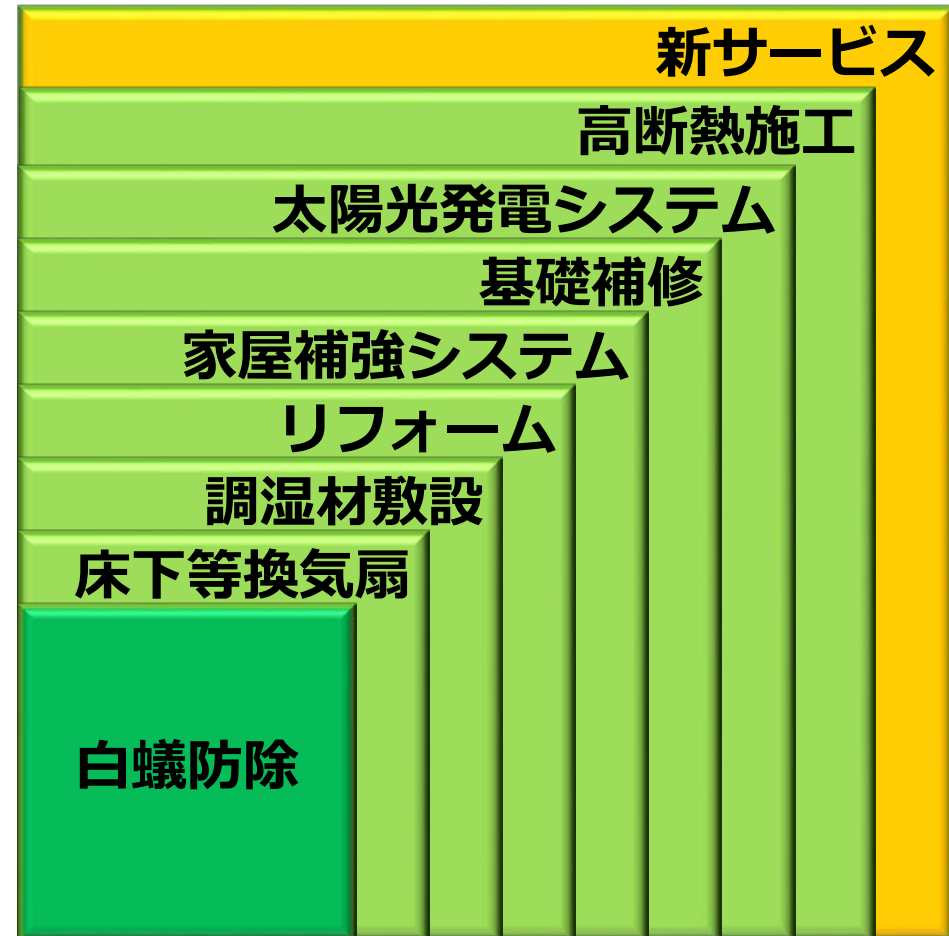 新サービス
高断熱施工
太陽光発電システム
基礎補修
家屋補強システム
リフォーム
調湿材敷設
床下等換気扇
白蟻防除